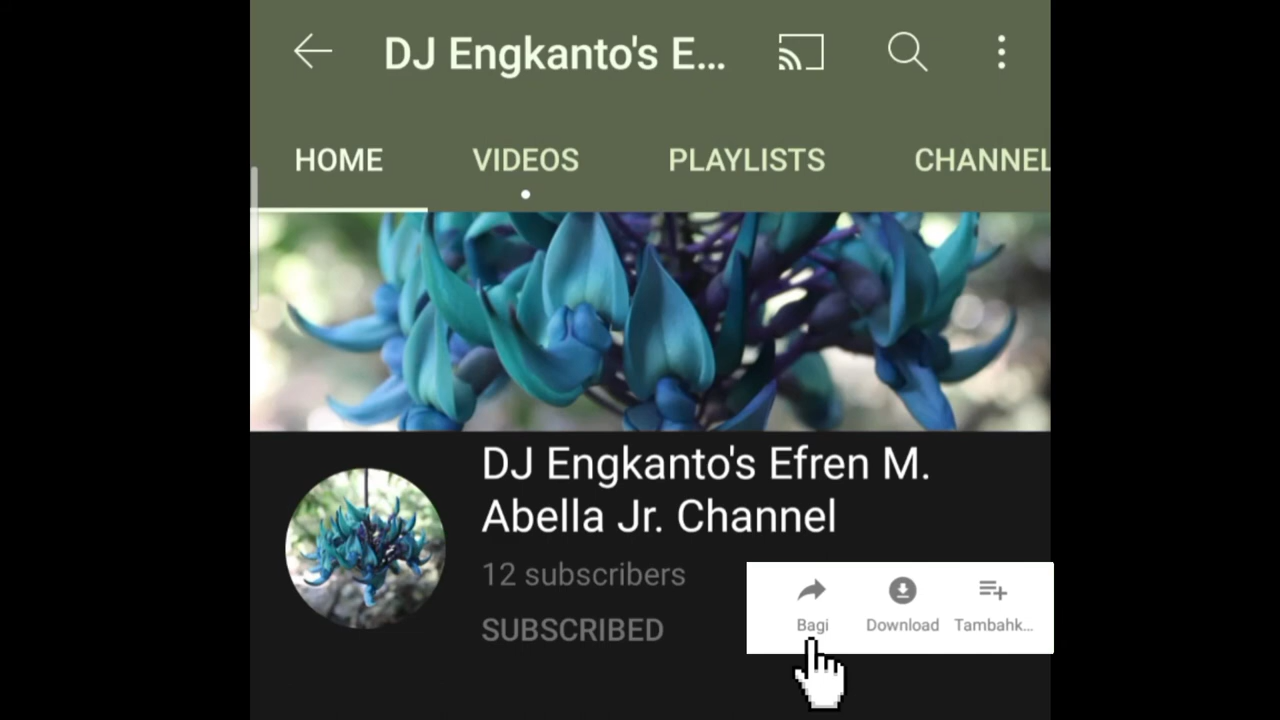 DJ Engkanto's E...
HOME VIDEOS PLAYLISTS CHANNEL
DJ Engkanto's Efren M.
Abella Jr. Channel
12 subscribers
SUBSCRIBED
Bagi Download Tambahk...